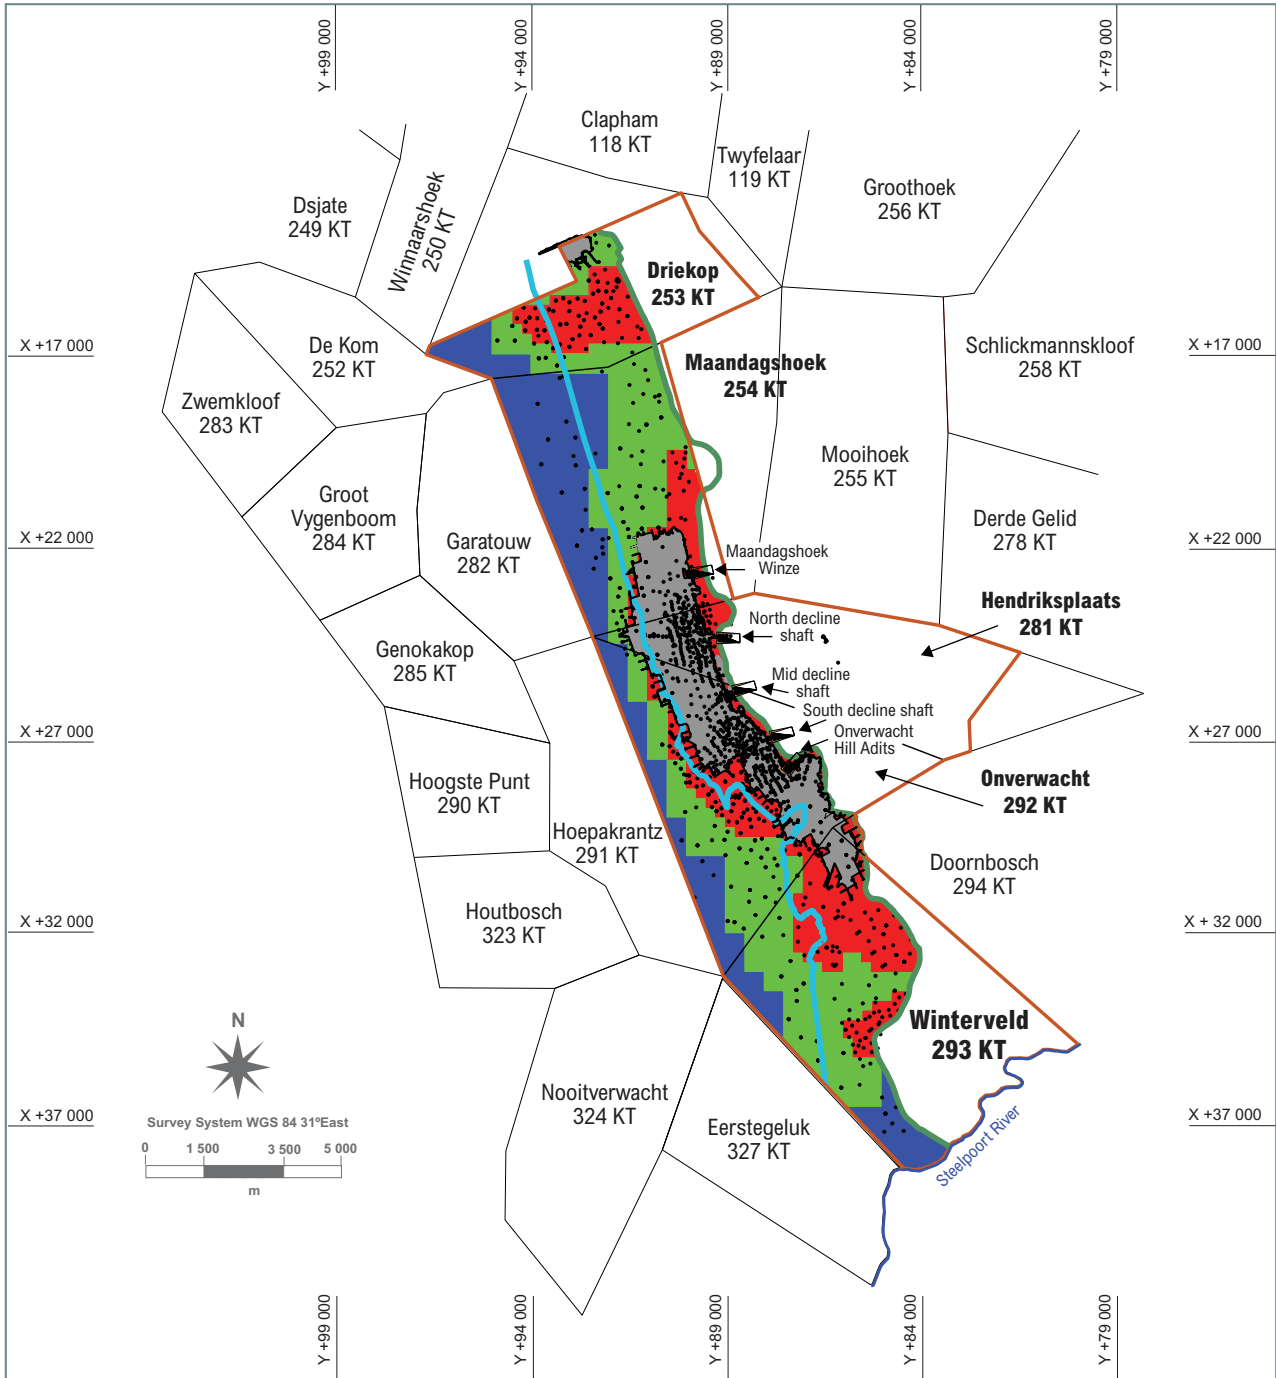 Y +99 000
Y +94 000
Y +89 000
Y +84 000
Y +79 000
Clapham
118 KT
Twyfelaar
119 KT
Groothoek
256 KT
Dsjate
249 KT
Winnaarshoek
250 KT
Driekop
253 KT
X +17 000
De Kom
252 KT
Maandagshoek
254 KT
Schlickmannskloof
258 KT
X +17 000
Zwemkloof
283 KT
Mooihoek
255 KT
Groot
Vygenboom
284 KT
Garatouw
282 KT
Derde Gelid
278 KT
X +22 000
X +22 000
Maandagshoek
Winze
Hendriksplaats
281 KT
North decline
shaft
Genokakop
285 KT
Mid decline
shaft
South decline shaft
Onverwacht
Hill Adits
X +27 000
X +27 000
Onverwacht
292 KT
Hoogste Punt
290 KT
Hoepakrantz
291 KT
Doornbosch
294 KT
Houtbosch
323 KT
X +32 000
X + 32 000
N
Winterveld
293 KT
Nooitverwacht
324 KT
Eerstegeluk
327 KT
Steelpoort River
X +37 000
X +37 000
Survey System WGS 84 31ºEast
0 1 500 3 500 5 000
m
Y +99 000
Y +94 000
Y +89 000
Y +84 000
Y +79 000